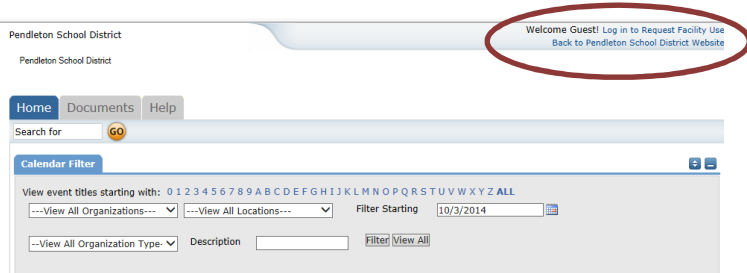 Pendleton School District
Welcome Guest! Log in to Request Facility Use
Back to Pendleton School District Website
Pendleton School District
Home Documents Help
Search for GO
Calendar Filter
View event titles starting with: 0 1 2 3 4 5 6 7 8 9 A B C D E F G H I J K L M N O P Q R S T U V W X Y Z ALL
---View All Organizations--- ---View All Locations--- Filter Starting 10/3/2014
--View All Organization Type- Description Filter View All